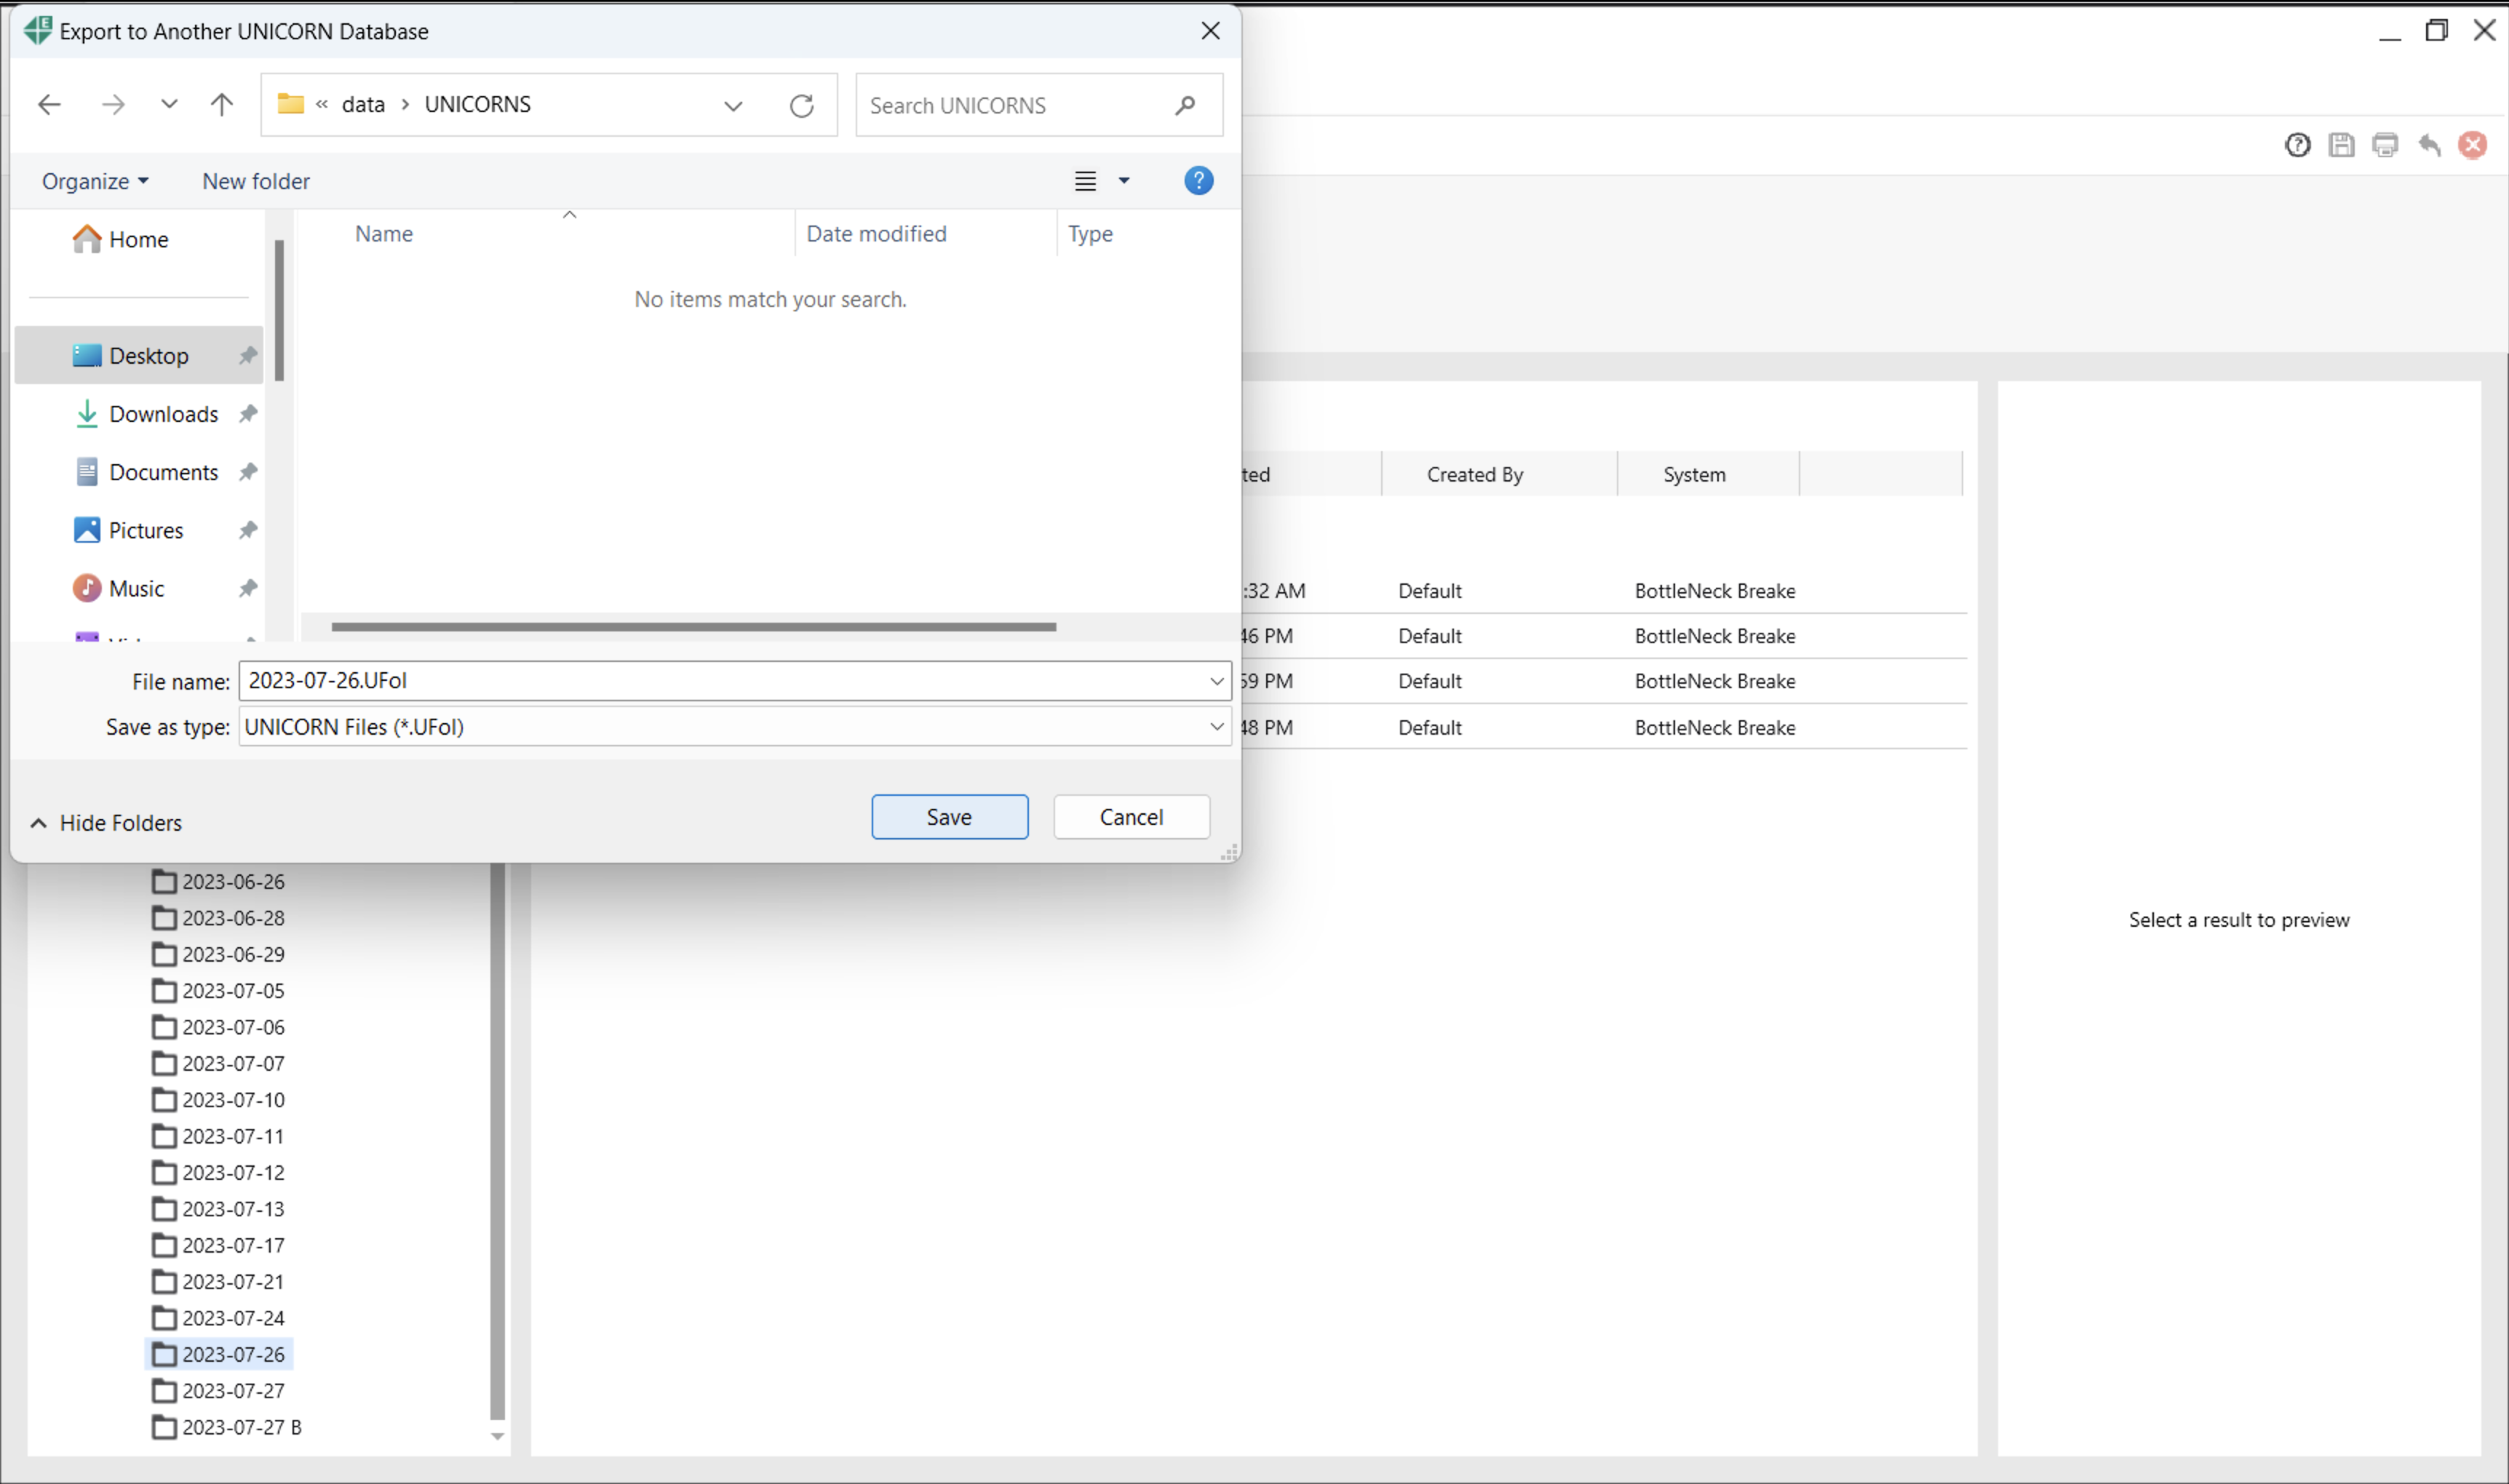 Export to Another UNICORN Database
« data > UNICORNS
Search UNICORNS
Organize
New folder
Home
Name
Date modified
Type
No items match your search.
Desktop
Downloads
Documents
Pictures
Music
File name: 2023-07-26.UFol
Save as type: UNICORN Files (*.UFol)
Hide Folders
Save
Cancel
ted
Created By
System
:32 AM Default BottleNeck Breake
46 PM Default BottleNeck Breake
59 PM Default BottleNeck Breake
48 PM Default BottleNeck Breake
2023-06-26
2023-06-28
2023-06-29
2023-07-05
2023-07-06
2023-07-07
2023-07-10
2023-07-11
2023-07-12
2023-07-13
2023-07-17
2023-07-21
2023-07-24
2023-07-26
2023-07-27
2023-07-27 B
Select a result to preview